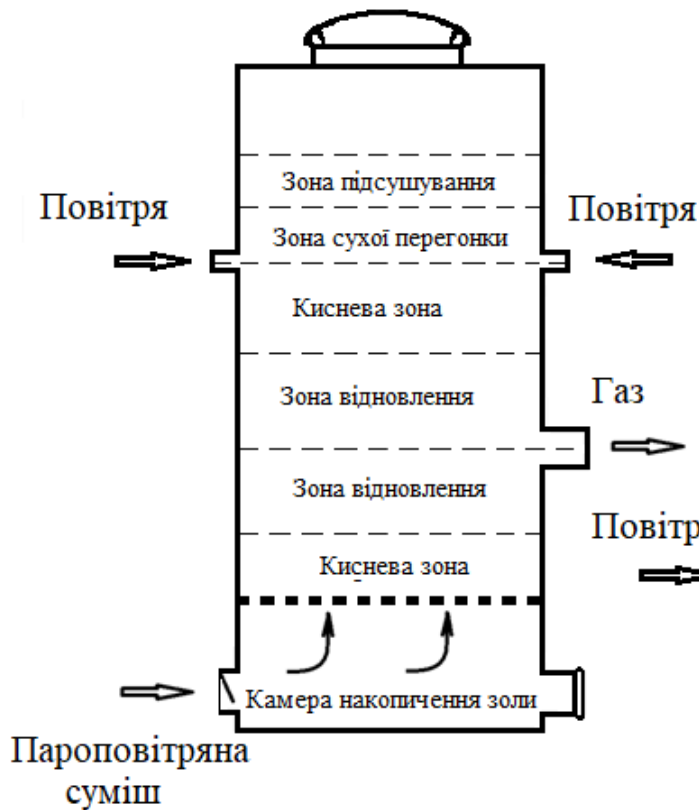 Зона підсушування
Повітря
Повітря
Зона сухої перегонки
Киснева зона
Газ
Зона відновлення
Зона відновлення
Повітр
Киснева зона
Камера накопичення золи
Пароповітряна
суміш